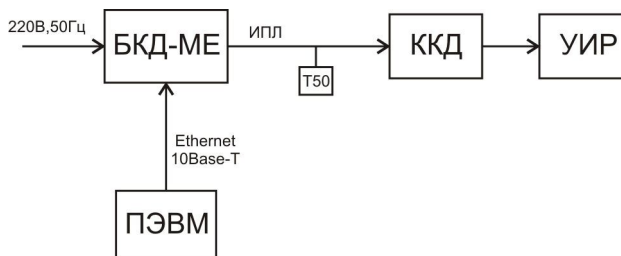 220В,50Гц
БКД-МЕ
ИПЛ
Т50
ККД
УИР
Ethernet
10Base-T
ПЭВМ